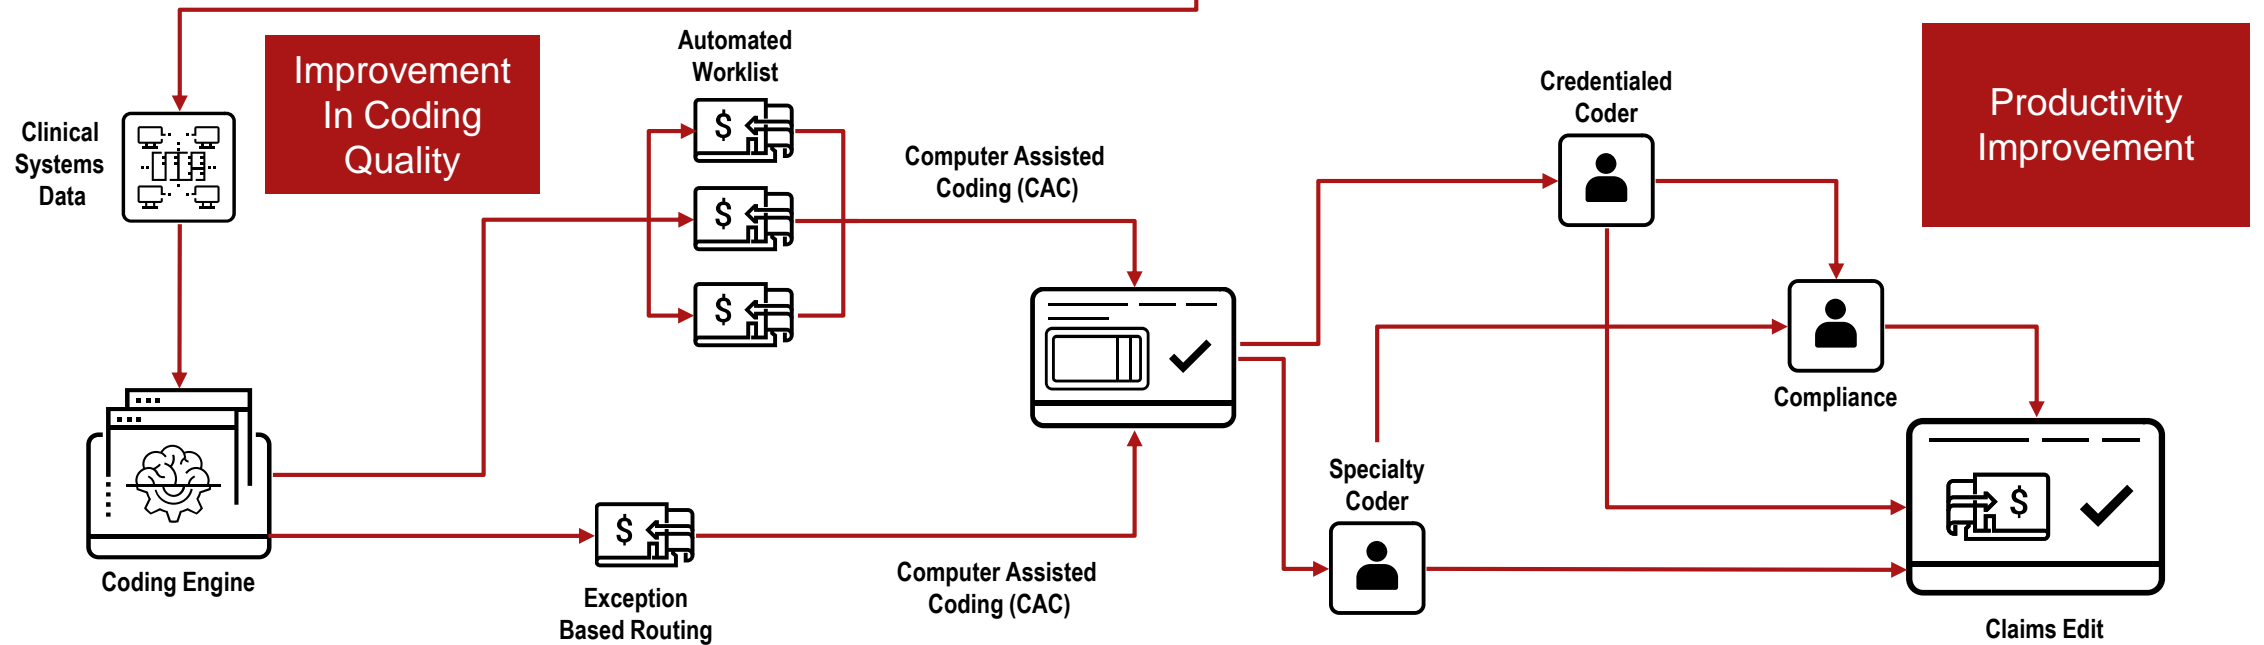 Improvement
In Coding
Quality
Automated
Worklist
Credentialed
Coder
Productivity
Improvement
Clinical
Systems
Data
$
Computer Assisted
Coding (CAC)
$
$
Compliance
Specialty
Coder
$
$
Coding Engine
Exception
Based Routing
Computer Assisted
Coding (CAC)
Claims Edit